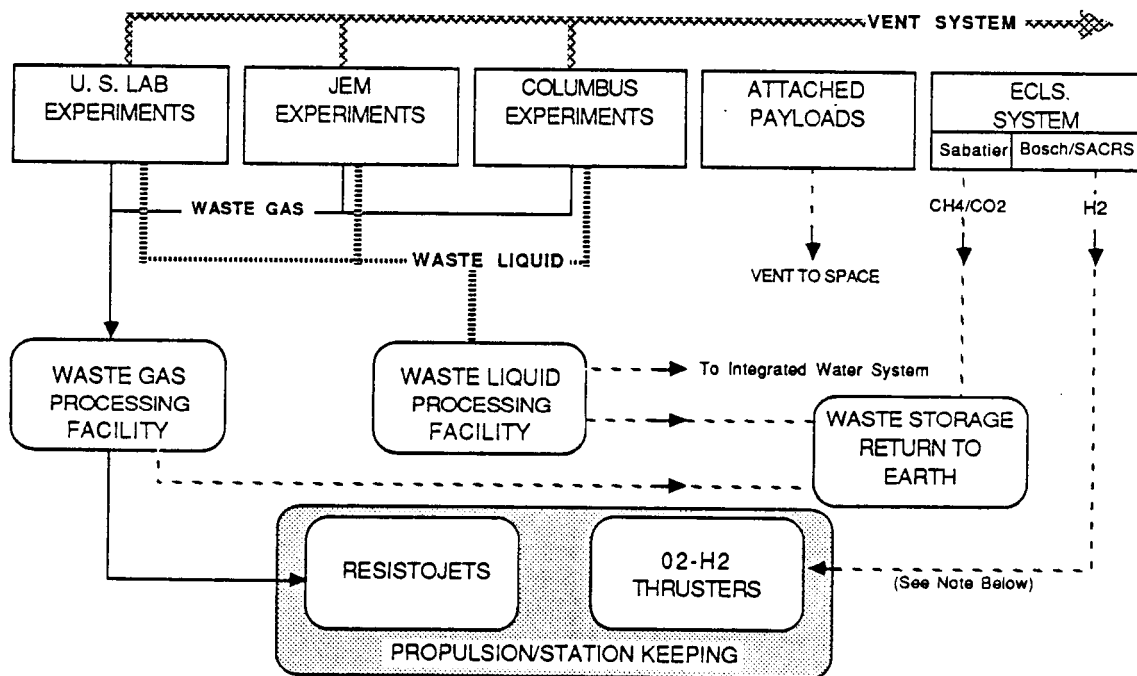 VENT SYSTEM
U. S. LAB
EXPERIMENTS
JEM
EXPERIMENTS
COLUMBUS
EXPERIMENTS
ATTACHED
PAYLOADS
ECLS.
SYSTEM
Sabatier
Bosch/SACRS
WASTE GAS
CH4/CO2
H2
WASTE LIQUID
VENT TO SPACE
WASTE GAS
PROCESSING
FACILITY
WASTE LIQUID
PROCESSING
FACILITY
To Integrated Water System
WASTE STORAGE
RETURN TO
EARTH
RESISTOJETS
02-H2
THRUSTERS
(See Note Below)
PROPULSION/STATION KEEPING